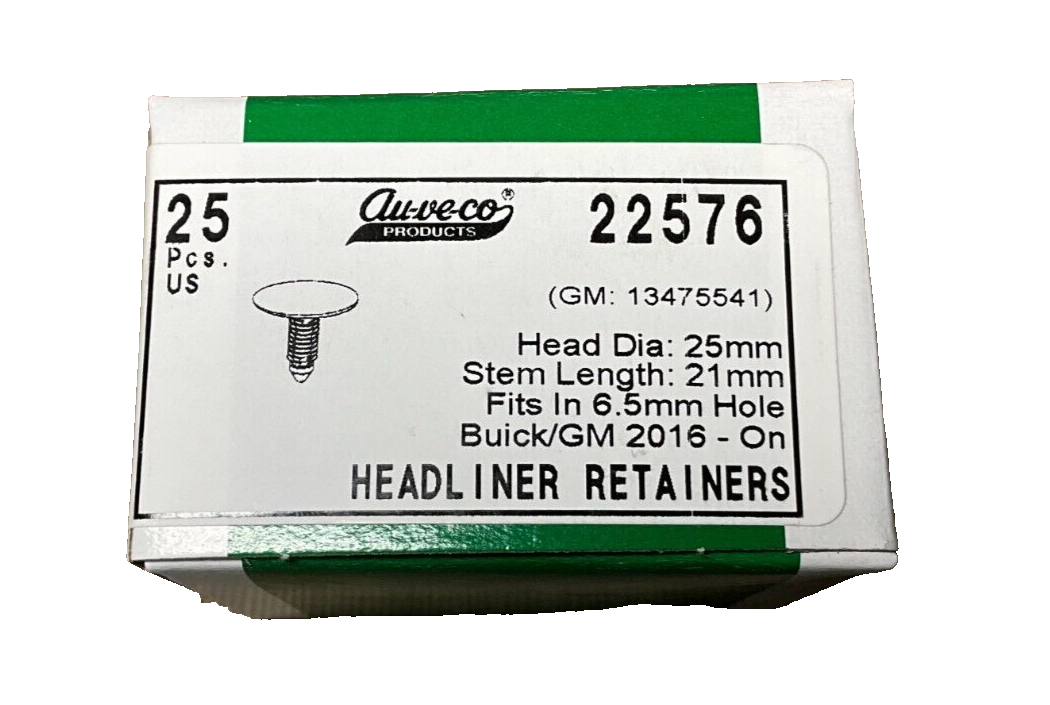 25
Pcs.
US
au-ve-co®
PRODUCTS
22576
(GM: 13475541)
Head Dia: 25mm
Stem Length: 21mm
Fits In 6.5mm Hole
Buick/GM 2016 - On
HEADLINER RETAINERS